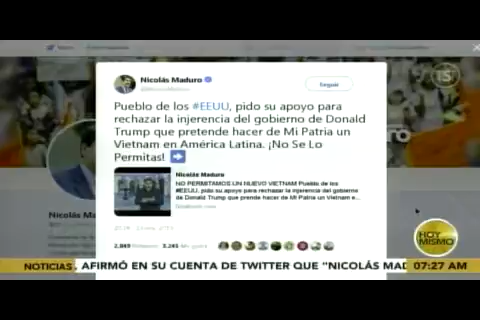 Nicolás Maduro
@NicolasMaduro
Seguir
Pueblo de los #EEUU, pido su apoyo para
rechazar la injerencia del gobierno de Donald
Trump que pretende hacer de Mi Patria un
Vietnam en América Latina. ¡No Se Lo
Permitas!
Nicolás Maduro
NO PERMITAMOS UN NUEVO VIETNAM Pueblo de los
#EEUU, pido su apoyo para rechazar la injerencia del gobierno
de Donald Trump que pretende hacer de Mi Patria un Vietnam e...
Nicolás Ma
HOY
MISMO
NOTICIAS , AFIRMÓ EN SU CUENTA DE TWITTER QUE "NICOLÁS MAD 07:27 AM